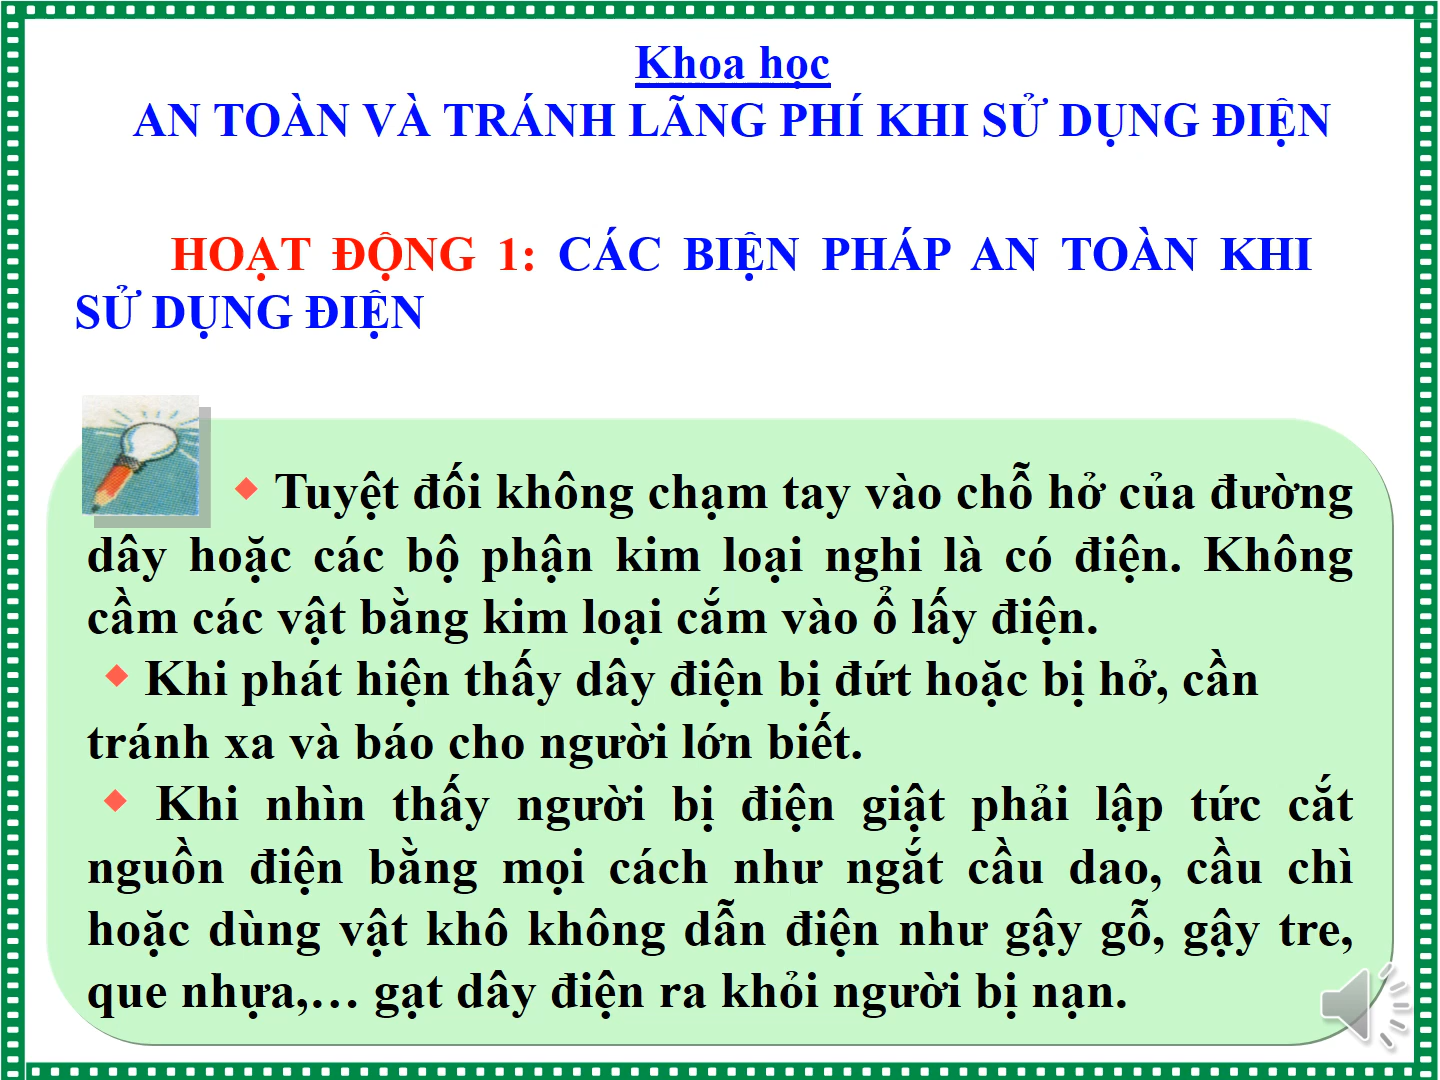 Khoa học
AN TOÀN VÀ TRÁNH LÃNG PHÍ KHI SỬ DỤNG ĐIỆN
HOẠT ĐỘNG 1: CÁC BIỆN PHÁP AN TOÀN KHI
SỬ DỤNG ĐIỆN
Tuyệt đối không chạm tay vào chỗ hở của đường
dây hoặc các bộ phận kim loại nghi là có điện. Không
cầm các vật bằng kim loại cắm vào ổ lấy điện.
Khi phát hiện thấy dây điện bị đứt hoặc bị hở, cần
tránh xa và báo cho người lớn biết.
Khi nhìn thấy người bị điện giật phải lập tức cắt
nguồn điện bằng mọi cách như ngắt cầu dao, cầu chì
hoặc dùng vật khô không dẫn điện như gậy gỗ, gậy tre,
que nhựa,... gạt dây điện ra khỏi người bị nạn.